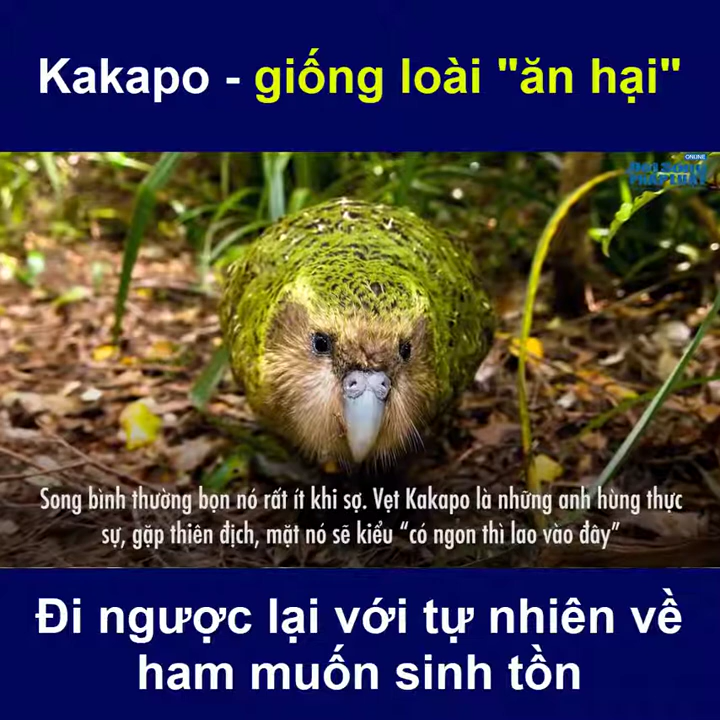 Kakapo - giống loài "ăn hại"
ONLINE
Song bình thường bọn nó rất ít khi sợ. Vẹt Kakapo là những anh hùng thực
sự, gặp thiên địch, mặt nó sẽ kiểu “có ngon thì lao vào đây”
Đi ngược lại với tự nhiên về
ham muốn sinh tồn